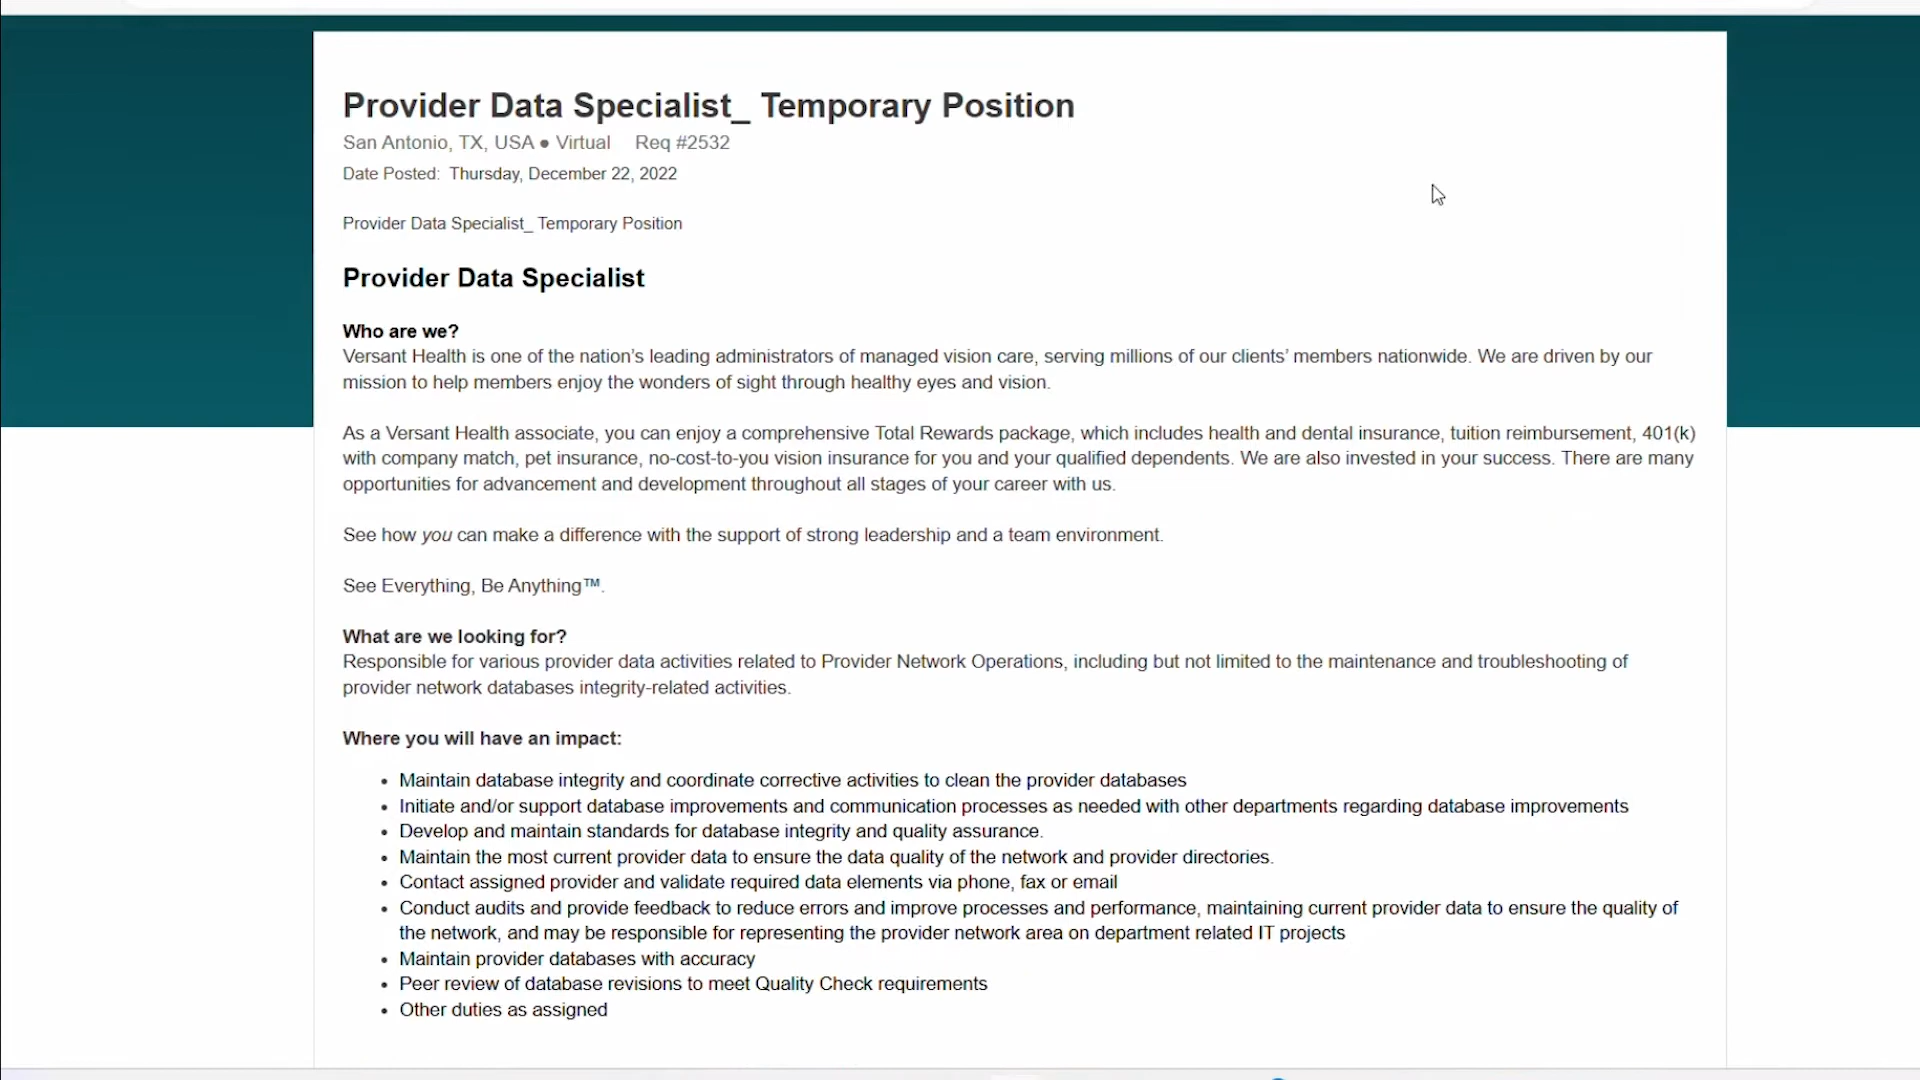 Provider Data Specialist_ Temporary Position
San Antonio, TX, USA ● Virtual Req #2532
Date Posted: Thursday, December 22, 2022
Provider Data Specialist_ Temporary Position
Provider Data Specialist
Who are we?
Versant Health is one of the nation's leading administrators of managed vision care, serving millions of our clients' members nationwide. We are driven by our
mission to help members enjoy the wonders of sight through healthy eyes and vision.
As a Versant Health associate, you can enjoy a comprehensive Total Rewards package, which includes health and dental insurance, tuition reimbursement, 401(k)
with company match, pet insurance, no-cost-to-you vision insurance for you and your qualified dependents. We are also invested in your success. There are many
opportunities for advancement and development throughout all stages of your career with us.
See how you can make a difference with the support of strong leadership and a team environment.
See Everything, Be Anything™.
What are we looking for?
Responsible for various provider data activities related to Provider Network Operations, including but not limited to the maintenance and troubleshooting of
provider network databases integrity-related activities.
Where you will have an impact:
• Maintain database integrity and coordinate corrective activities to clean the provider databases
• Initiate and/or support database improvements and communication processes as needed with other departments regarding database improvements
• Develop and maintain standards for database integrity and quality assurance.
• Maintain the most current provider data to ensure the data quality of the network and provider directories.
• Contact assigned provider and validate required data elements via phone, fax or email
• Conduct audits and provide feedback to reduce errors and improve processes and performance, maintaining current provider data to ensure the quality of
the network, and may be responsible for representing the provider network area on department related IT projects
• Maintain provider databases with accuracy
• Peer review of database revisions to meet Quality Check requirements
• Other duties as assigned